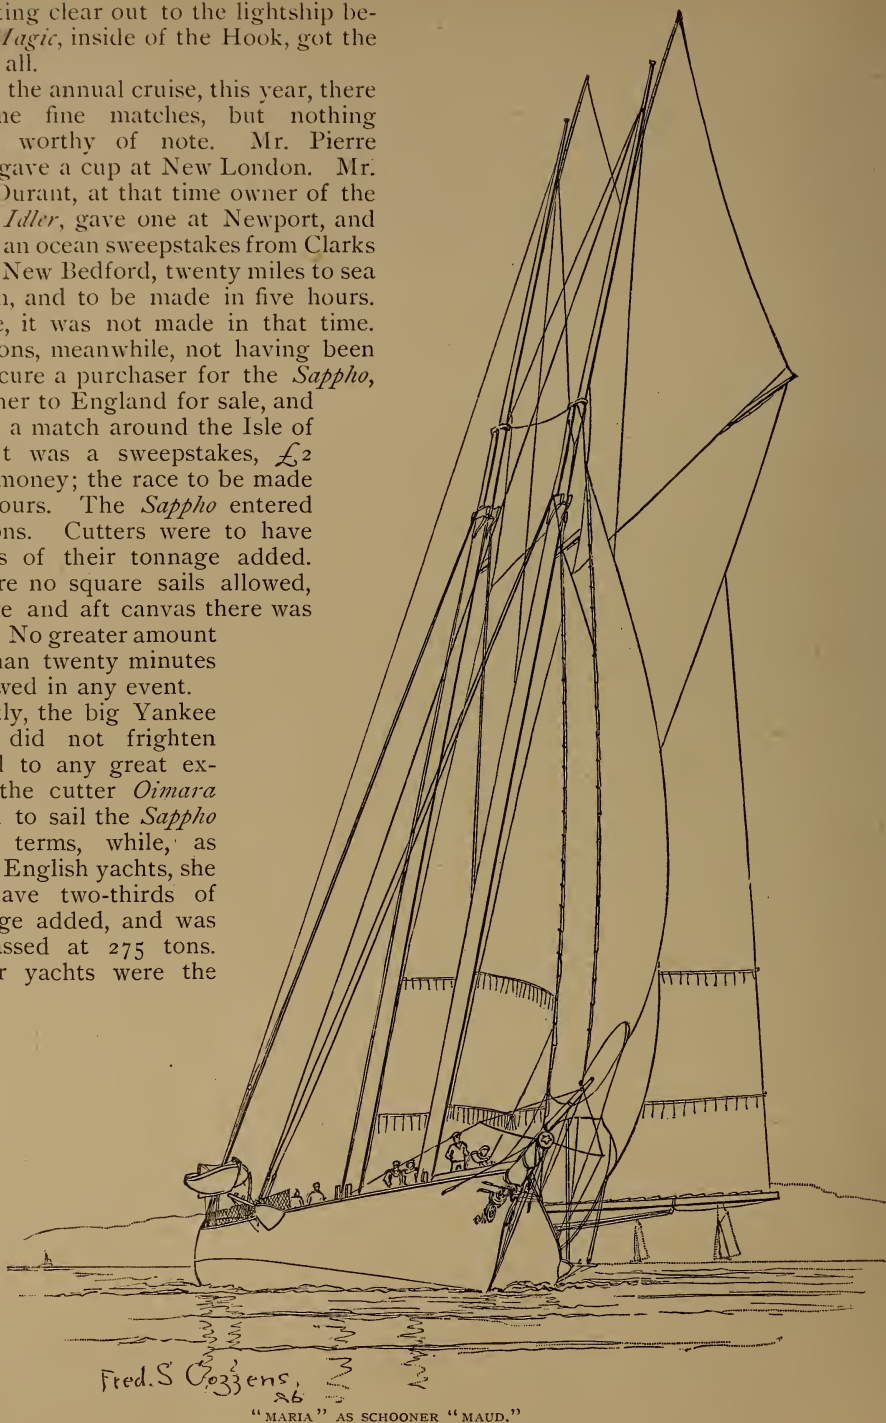 ting clear out to the lightship be-
Magic, inside of the Hook, got the
all.
the annual cruise, this year, there
ne fine matches, but nothing
worthy of note. Mr. Pierre
gave a cup at New London. Mr.
Durant, at that time owner of the
Idler, gave one at Newport, and
an ocean sweepstakes from Clarks
New Bedford, twenty miles to sea
n, and to be made in five hours.
e, it was not made in that time.
ons, meanwhile, not having been
cure a purchaser for the Sappho,
her to England for sale, and
a match around the Isle of
t was a sweepstakes, £2
money; the race to be made
ours. The Sappho entered
ons. Cutters were to have
s of their tonnage added.
re no square sails allowed,
e and aft canvas there was
No greater amount
han twenty minutes
wed in any event.
tly, the big Yankee
did not frighten
d to any great ex-
the cutter Oimara
to sail the Sappho
terms, while, as
English yachts, she
ave two-thirds of
ge added, and was
assed at 275 tons.
r yachts were the
Fred. S Cozzens.
86
"MARIA" AS SCHOONER "MAUD."